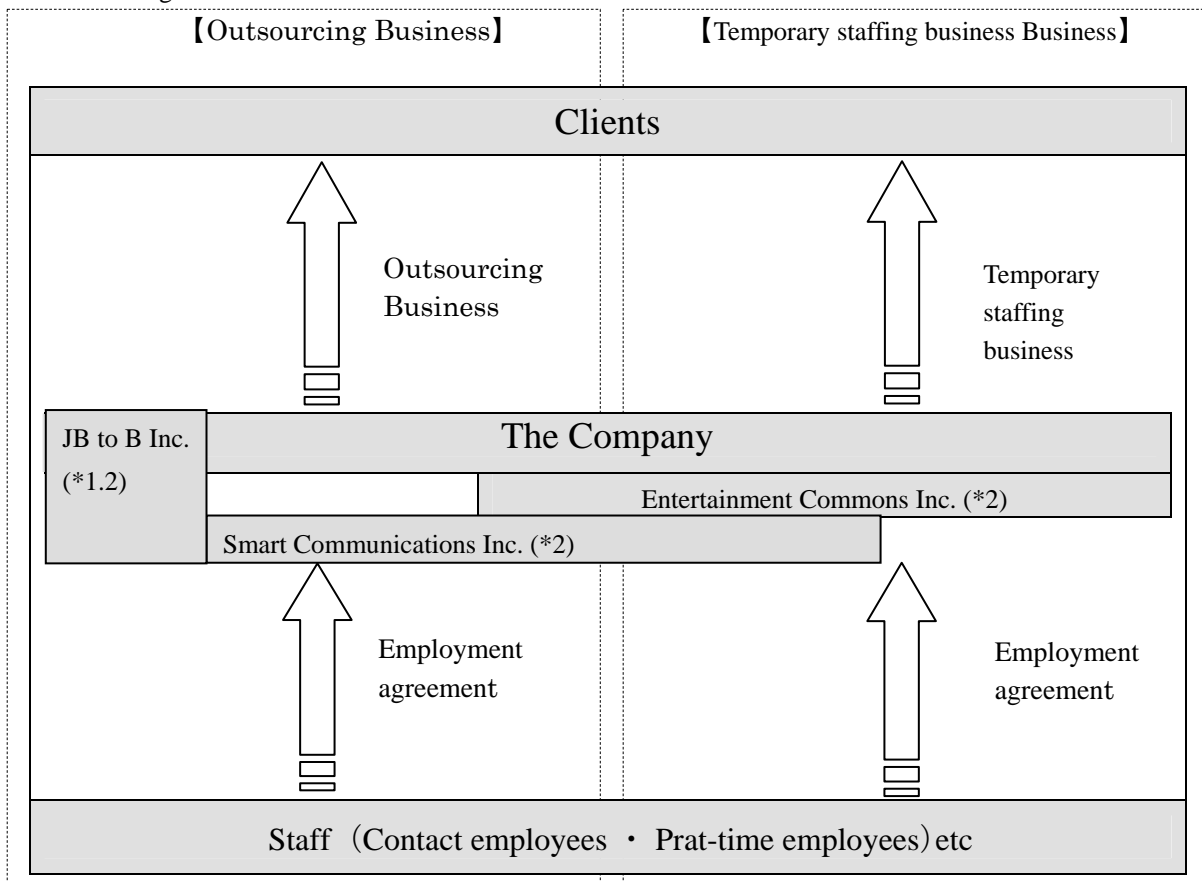 【Outsourcing Business】
【Temporary staffing business Business】
Clients
Outsourcing
Business
Temporary
staffing
business
JB to B Inc.
(*1.2)
The Company
Entertainment Commons Inc. (*2)
Smart Communications Inc. (*2)
Employment
agreement
Employment
agreement
Staff（Contact employees ・ Prat-time employees）etc